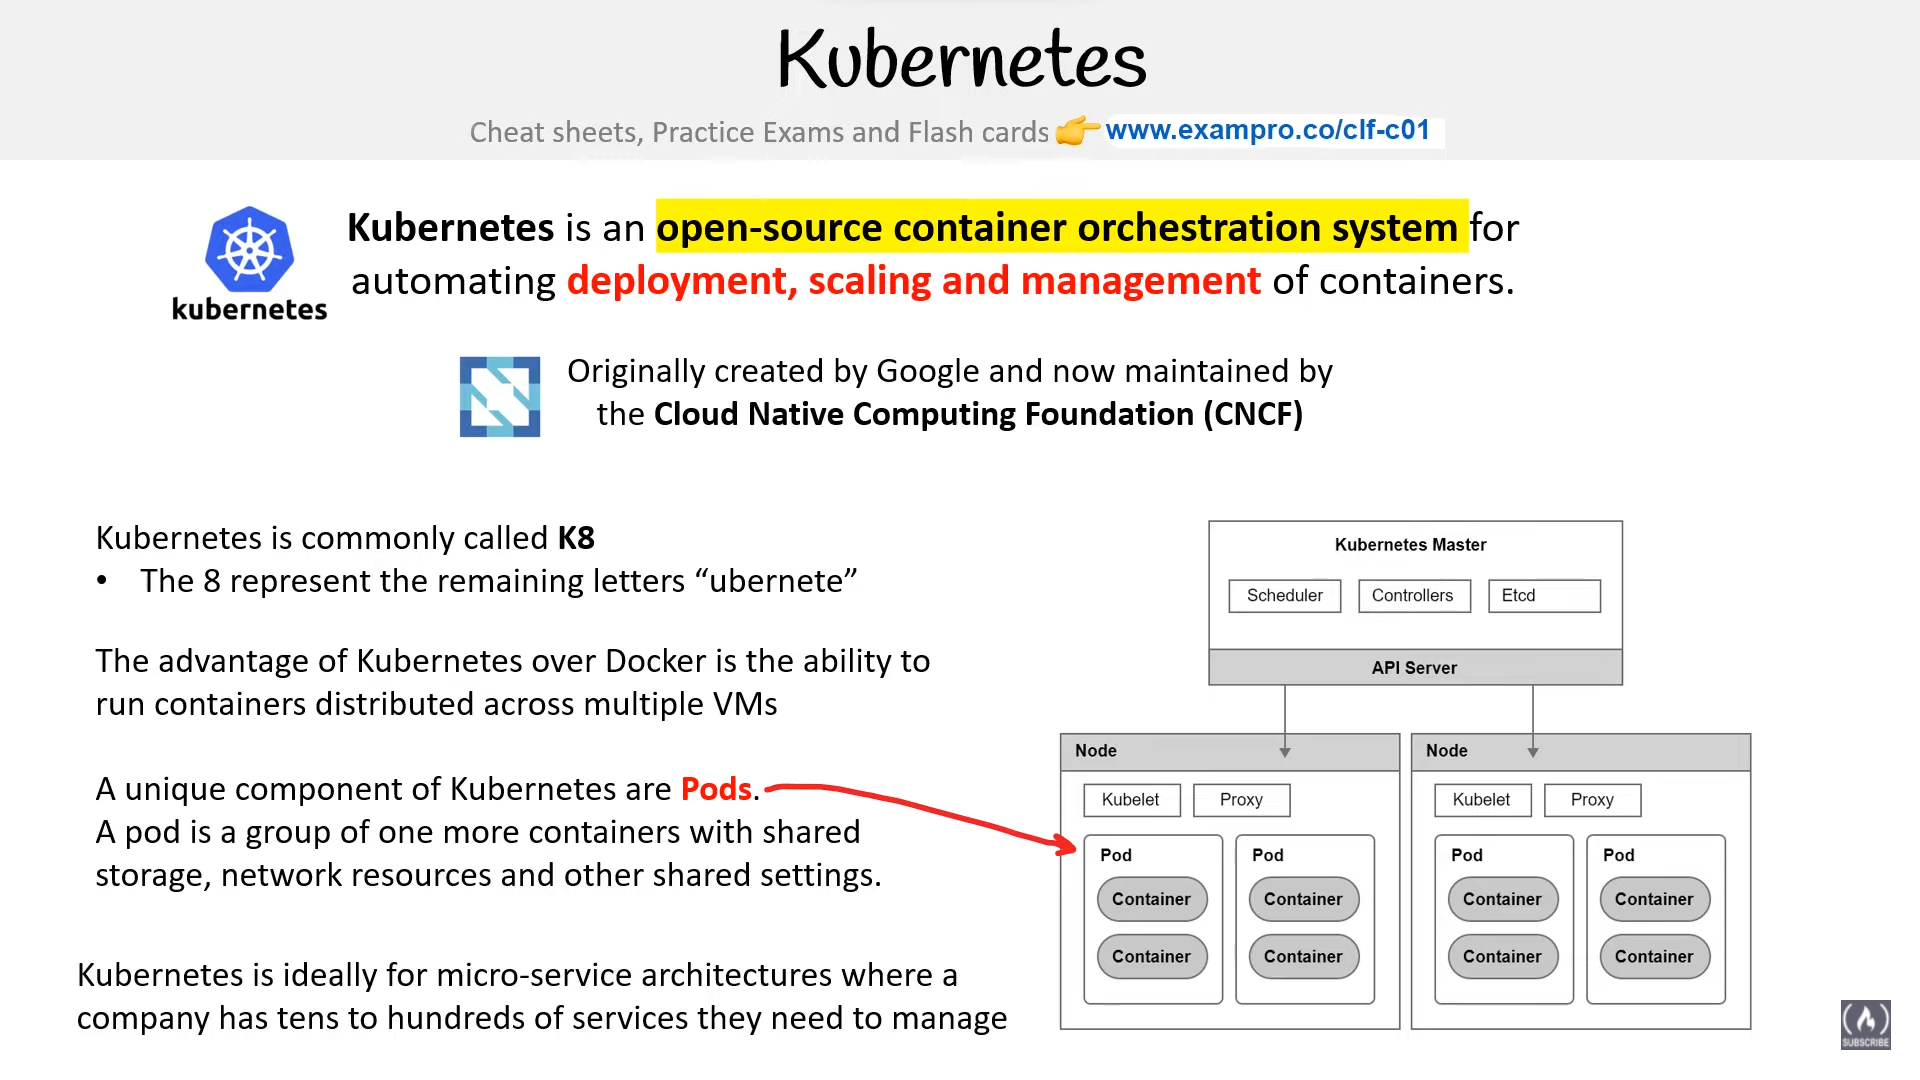 Kubernetes
Cheat sheets, Practice Exams and Flash cards 👉 www.exampro.co/clf-c01
kubernetes
Kubernetes is an open-source container orchestration system for
automating deployment, scaling and management of containers.
Originally created by Google and now maintained by
the Cloud Native Computing Foundation (CNCF)
Kubernetes is commonly called K8
• The 8 represent the remaining letters “ubernete”
The advantage of Kubernetes over Docker is the ability to
run containers distributed across multiple VMs
A unique component of Kubernetes are Pods.
A pod is a group of one more containers with shared
storage, network resources and other shared settings.
Kubernetes is ideally for micro-service architectures where a
company has tens to hundreds of services they need to manage
Kubernetes Master
Scheduler Controllers Etcd
API Server
Node Node
Kubelet Proxy Kubelet Proxy
Pod Pod Pod Pod
Container Container Container Container
Container Container Container Container
SUBSCRIBE